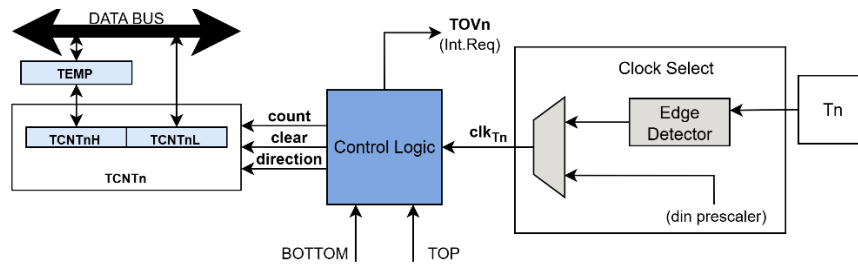 DATA BUS
TEMP
TCNTnH
TCNTnL
TCNTn
count
clear
direction
TOVn
(Int.Req)
Control Logic
BOTTOM
TOP
clkTn
Clock Select
Edge
Detector
Tn
(din prescaler)